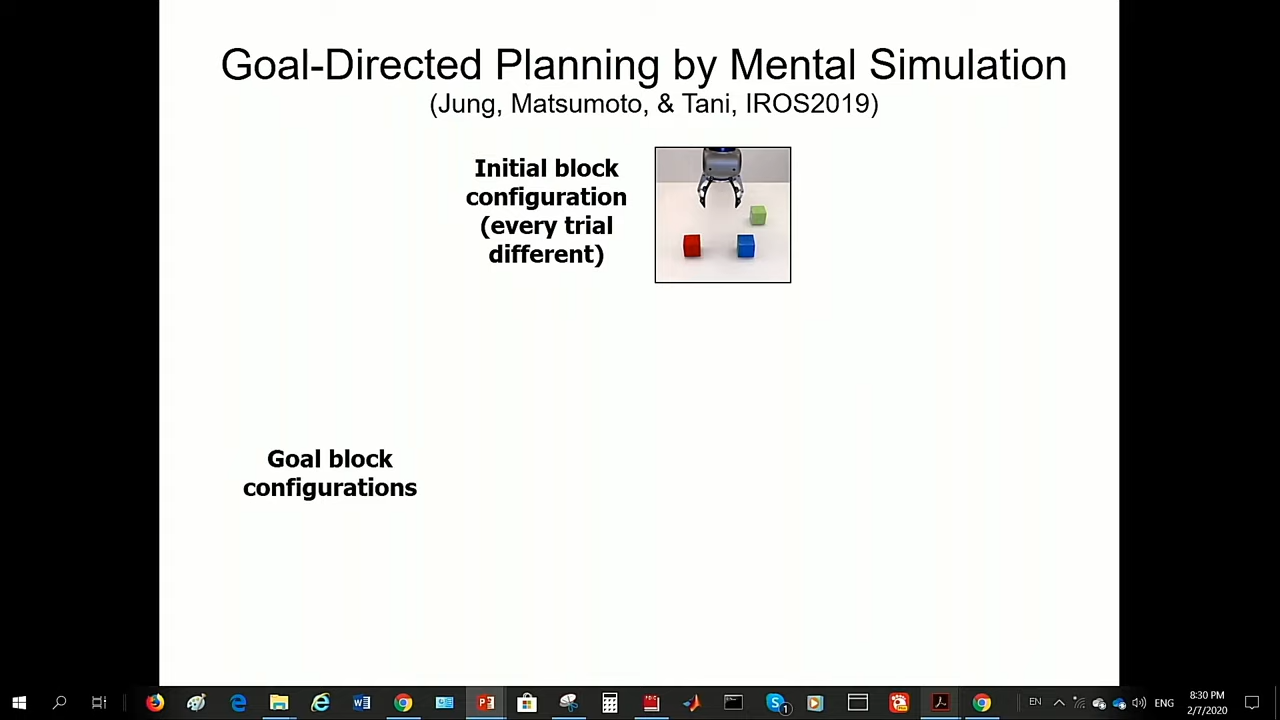 Goal-Directed Planning by Mental Simulation
(Jung, Matsumoto, & Tani, IROS2019)
Initial block
configuration
(every trial
different)
Goal block
configurations
EN
ENG
8:30 PM
2/7/2020